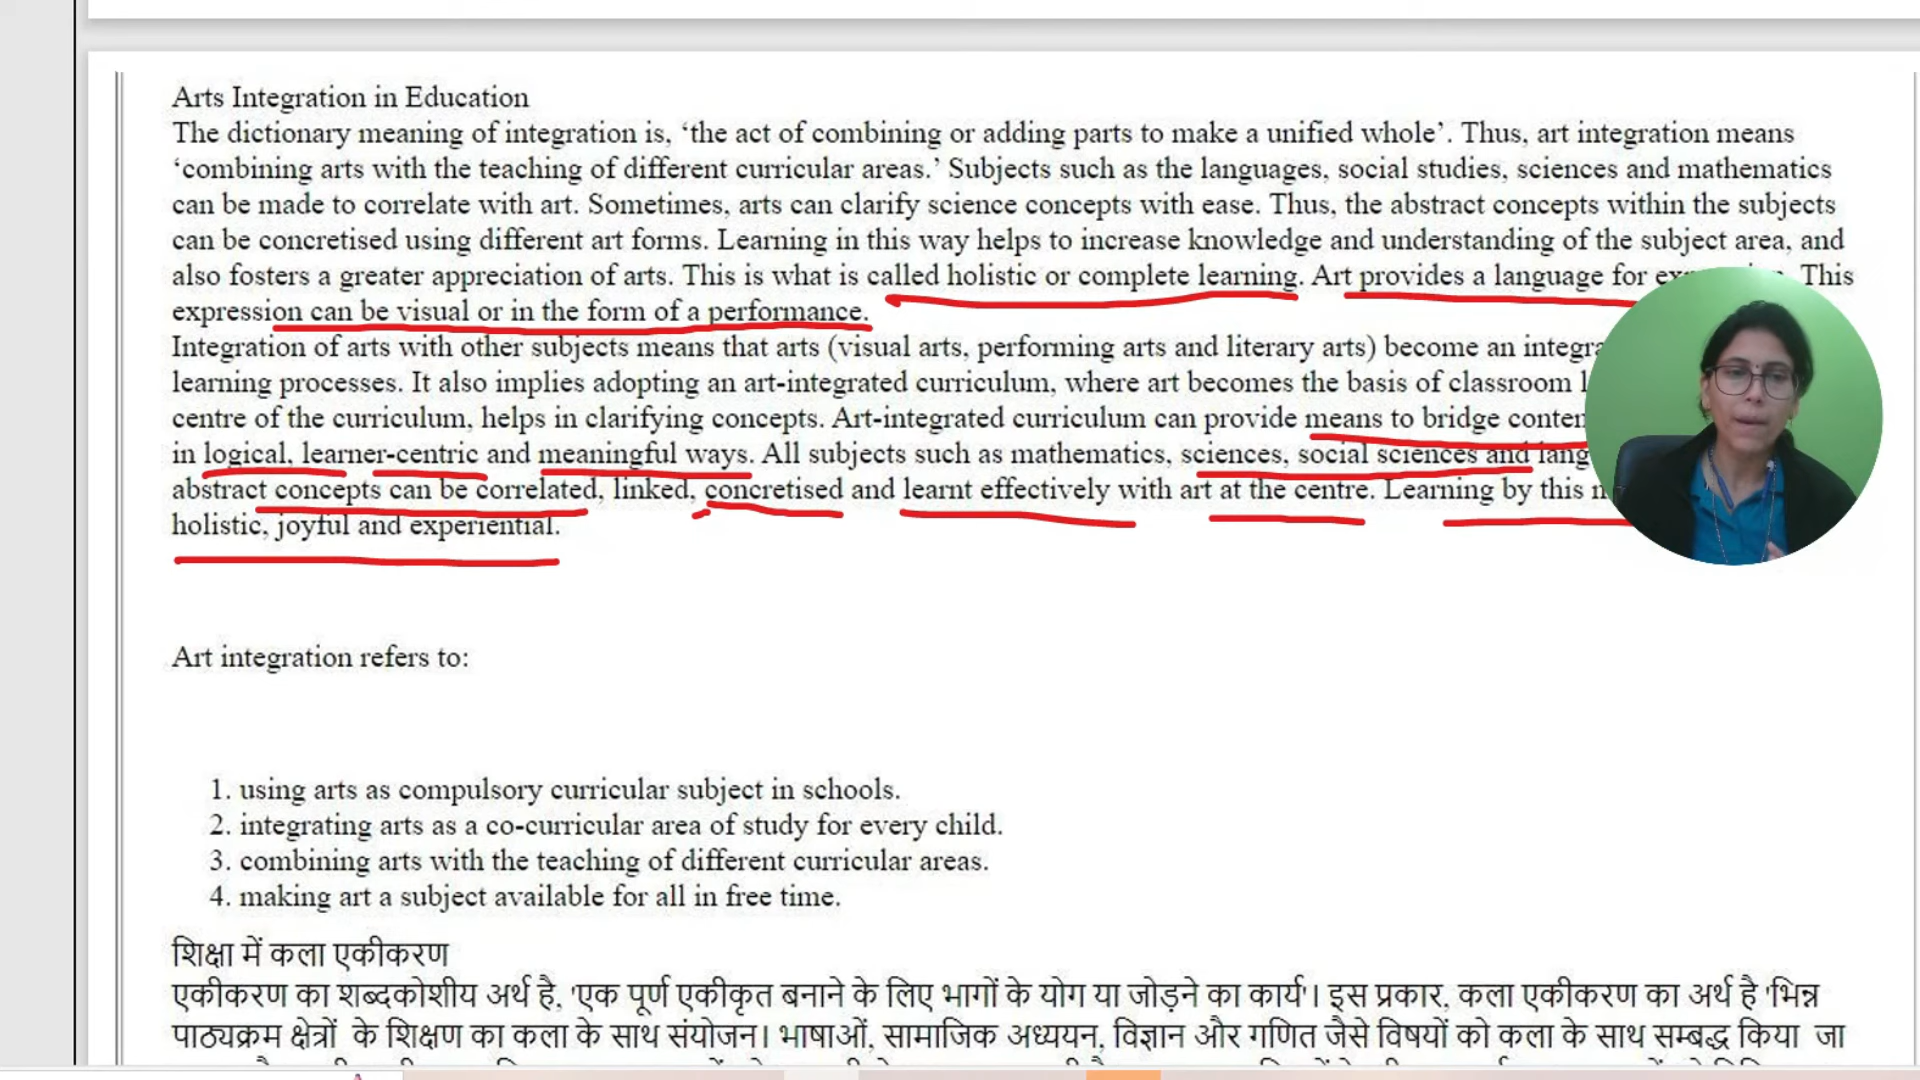 Arts Integration in Education
The dictionary meaning of integration is, ‘the act of combining or adding parts to make a unified whole’. Thus, art integration means
‘combining arts with the teaching of different curricular areas.’ Subjects such as the languages, social studies, sciences and mathematics
can be made to correlate with art. Sometimes, arts can clarify science concepts with ease. Thus, the abstract concepts within the subjects
can be concretised using different art forms. Learning in this way helps to increase knowledge and understanding of the subject area, and
also fosters a greater appreciation of arts. This is what is called holistic or complete learning. Art provides a language for This
expression can be visual or in the form of a performance.
Integration of arts with other subjects means that arts (visual arts, performing arts and literary arts) become an
learning processes. It also implies adopting an art-integrated curriculum, where art becomes the basis of classroom
centre of the curriculum, helps in clarifying concepts. Art-integrated curriculum can provide means to bridge
in logical, learner-centric and meaningful ways. All subjects such as mathematics, sciences, social sciences and
abstract concepts can be correlated, linked, concretised and learnt effectively with art at the centre. Learning by this
holistic, joyful and experiential.
Art integration refers to:
1. using arts as compulsory curricular subject in schools.
2. integrating arts as a co-curricular area of study for every child.
3. combining arts with the teaching of different curricular areas.
4. making art a subject available for all in free time.
शिक्षा में कला एकीकरण
एकीकरण का शब्दकोशीय अर्थ है, 'एक पूर्ण एकीकृत बनाने के लिए भागों के योग या जोड़ने का कार्य'। इस प्रकार, कला एकीकरण का अर्थ है 'भिन्न
पाठ्यक्रम क्षेत्रों के शिक्षण का कला के साथ संयोजन। भाषाओं, सामाजिक अध्ययन, विज्ञान और गणित जैसे विषयों को कला के साथ सम्बद्ध किया जा